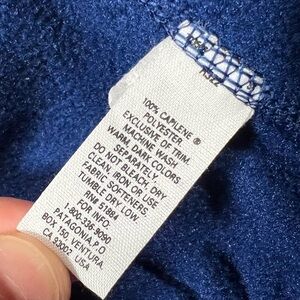 100% CAPILENE ®
POLYESTER
EXCLUSIVE OF TRIM
MACHINE WASH
WARM, DARK COLORS
SEPARATELY.
DO NOT BLEACH, DRY
CLEAN, IRON OR USE
FABRIC SOFTENERS.
TUMBLE DRY LOW.
RN# 51884
FOR INFO.
1-800-336-9090
PATAGONIA, P.O
BOX 150 VENTURA,
CA 93002 USA